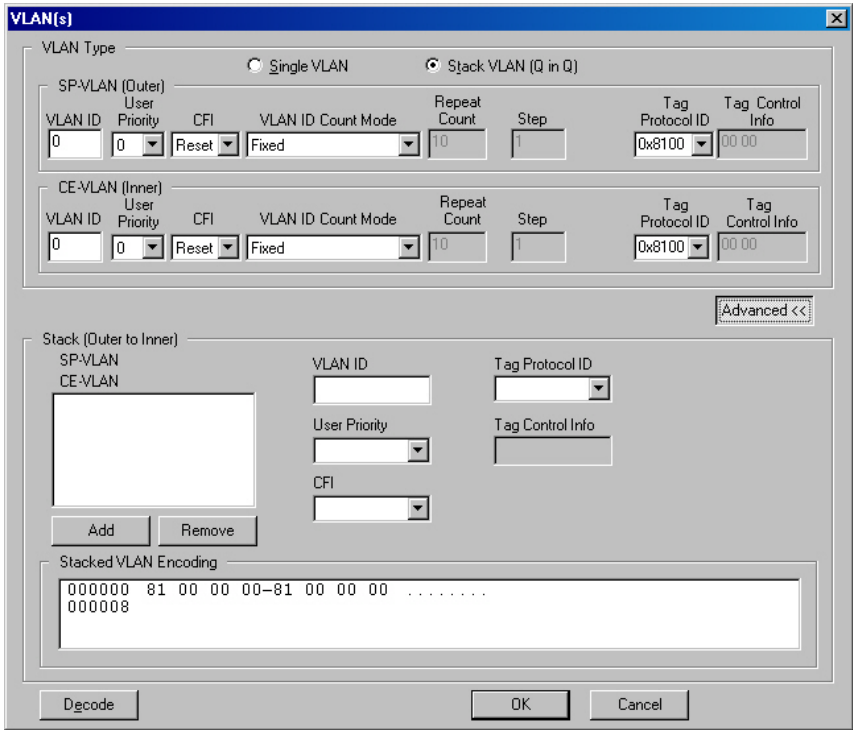 VLAN(s)
VLAN Type
Single VLAN
Stack VLAN (Q in Q)
SP-VLAN (Outer)
VLAN ID
User
Priority
CFI
VLAN ID Count Mode
Repeat
Count
Step
Tag
Protocol ID
Tag Control
Info
0
0
Reset
Fixed
10
1
0x8100
00 00
CE-VLAN (Inner)
VLAN ID
User
Priority
CFI
VLAN ID Count Mode
Repeat
Count
Step
Tag
Protocol ID
Tag
Control Info
0
0
Reset
Fixed
10
1
0x8100
00 00
Advanced <<
Stack (Outer to Inner)
SP-VLAN
CE-VLAN
VLAN ID
Tag Protocol ID
User Priority
Tag Control Info
CFI
Add
Remove
Stacked VLAN Encoding
000000 81 00 00 00-81 00 00 00 ........
000008
Decode
OK
Cancel